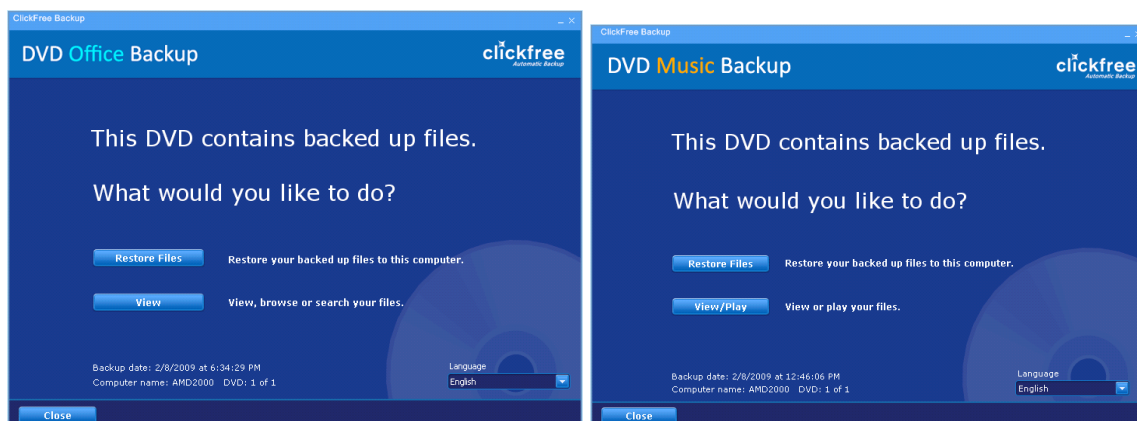 ClickFree Backup
DVD Office Backup
clickfree
Automatic Backup
This DVD contains backed up files.
What would you like to do?
Restore Files Restore your backed up files to this computer.
View View, browse or search your files.
Backup date: 2/8/2009 at 6:34:29 PM
Computer name: AMD2000 DVD: 1 of 1
Language
English
Close
ClickFree Backup
DVD Music Backup
clickfree
Automatic Backup
This DVD contains backed up files.
What would you like to do?
Restore Files Restore your backed up files to this computer.
View/Play View or play your files.
Backup date: 2/8/2009 at 12:46:06 PM
Computer name: AMD2000 DVD: 1 of 1
Language
English
Close